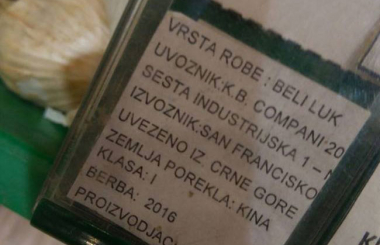 VRSTA ROBE : BELI LUK
UVOZNIK:K.B. COMPANI 20
SESTA INDUSTRIJSKA 1 –
IZVOZNIK:SAN FRANCISKO
UVEZENO IZ CRNE GORE
ZEMLJA POREKLA: KINA
KLASA: I
BERBA: 2016
PROIZVODJAČ